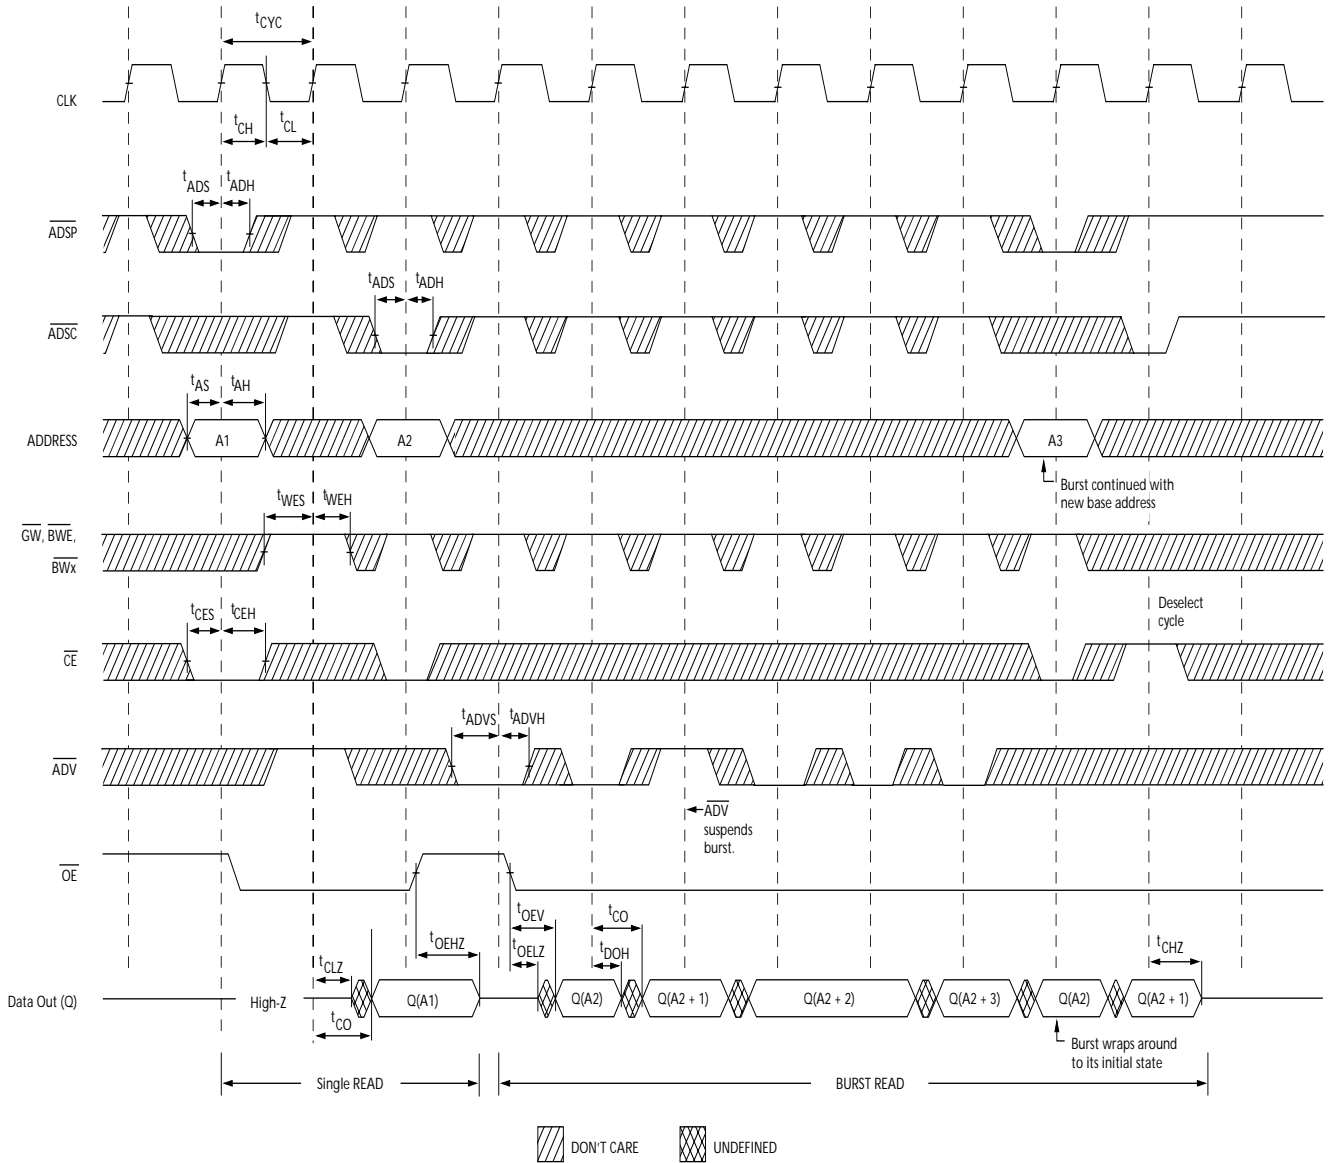 tCYC
CLK
tCH
tCL
tADS
tADH
ADSP
tADS
tADH
ADSC
tAS
tAH
ADDRESS
A1
A2
A3
Burst continued with
new base address
tWES
tWEH
GW, BWE,
BWx
Deselect
cycle
tCES
tCEH
CE
tADVS
tADVH
ADV
ADV
suspends
burst.
OE
tOEV
tCO
tOEHZ
tOELZ
tDOH
tCHZ
tCLZ
Data Out (Q)
High-Z
Q(A1)
Q(A2)
Q(A2 + 1)
Q(A2 + 2)
Q(A2 + 3)
Q(A2)
Q(A2 + 1)
tCO
Burst wraps around
to its initial state
Single READ
BURST READ
DON'T CARE
UNDEFINED